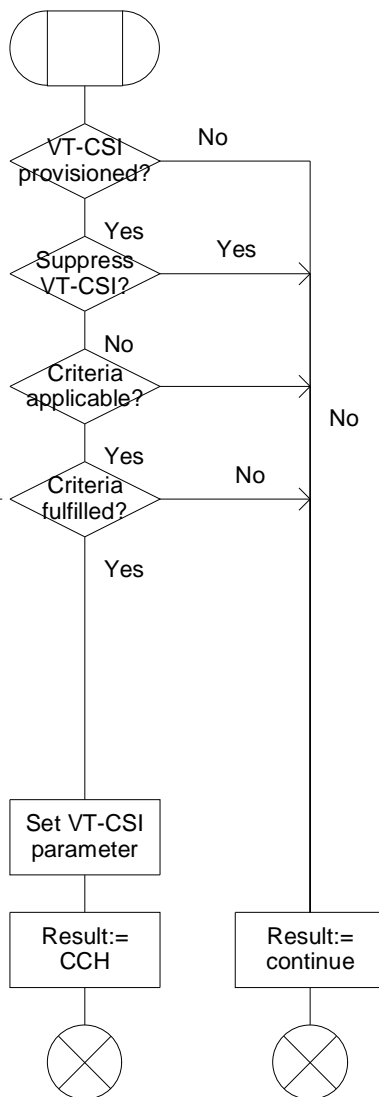 VT-CSI
provisioned?
No
Yes
Suppress
VT-CSI?
Yes
No
Criteria
applicable?
No
Yes
Criteria
fulfilled?
No
Yes
Set VT-CSI
parameter
Result:=
CCH
Result:=
continue